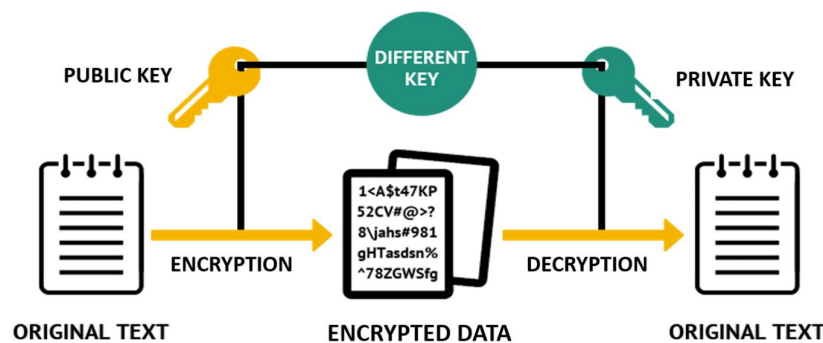 DIFFERENT
KEY
PUBLIC KEY
PRIVATE KEY
1<A$t47KP
52CV#@>?
8\jahs#981
gHTasdsn%
^78ZGWSfg
ENCRYPTION
DECRYPTION
ORIGINAL TEXT
ENCRYPTED DATA
ORIGINAL TEXT